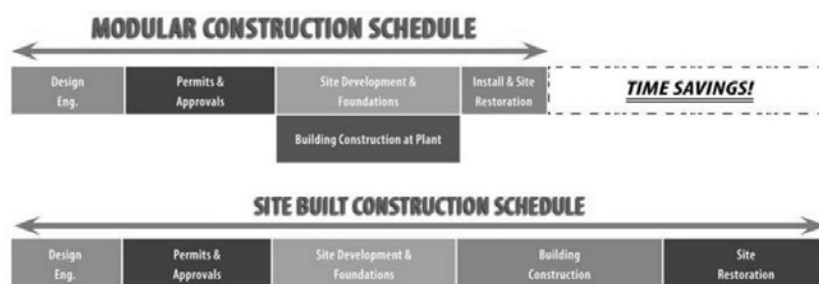 MODULAR CONSTRUCTION SCHEDULE
Design
Eng.
Permits &
Approvals
Site Development &
Foundations
Install & Site
Restoration
TIME SAVINGS!
Building Construction at Plant
SITE BUILT CONSTRUCTION SCHEDULE
Design
Eng.
Permits &
Approvals
Site Development &
Foundations
Building
Construction
Site
Restoration